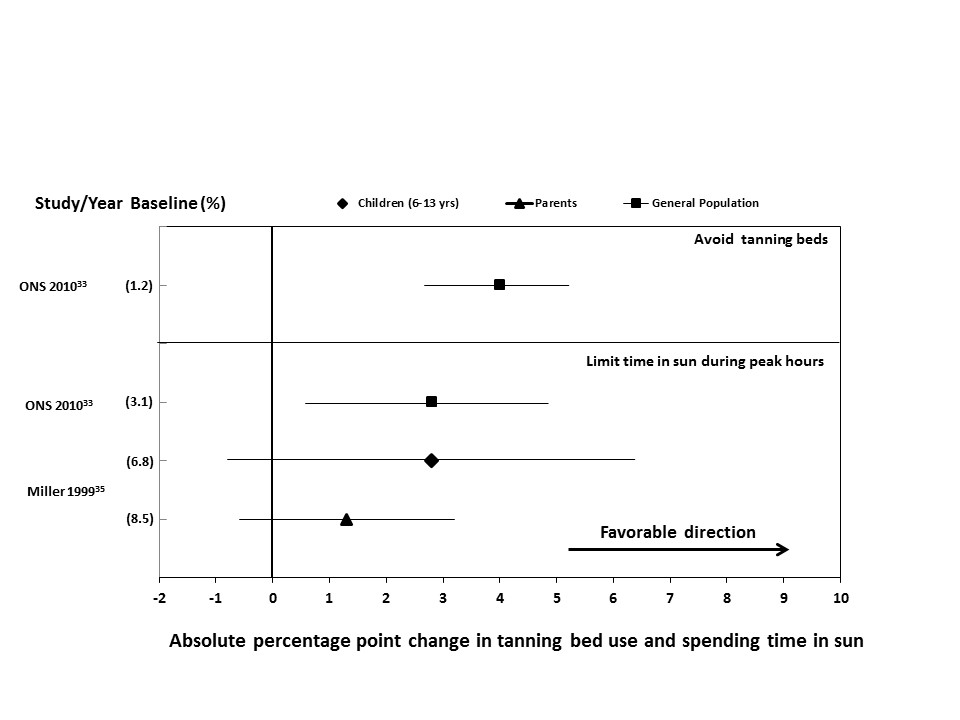 Study/Year Baseline (%)
Children (6-13 yrs) Parents General Population
Avoid tanning beds
ONS 2010³³ (1.2)
Limit time in sun during peak hours
ONS 2010³³ (3.1)
(6.8)
Miller 1999³⁵
(8.5)
Favorable direction
-2 -1 0 1 2 3 4 5 6 7 8 9 10
Absolute percentage point change in tanning bed use and spending time in sun